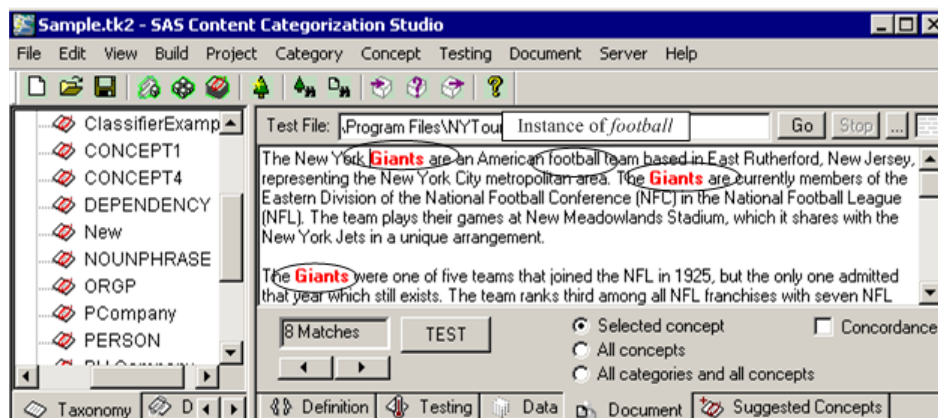 Sample.tk2 - SAS Content Categorization Studio
File Edit View Build Project Category Concept Testing Document Server Help
ClassifierExamp
CONCEPT1
CONCEPT4
DEPENDENCY
New
NOUNPHRASE
ORGP
PCompany
PERSON
Taxonomy D
Test File: .\Program Files\NYTour
Instance of football
Go Stop ...
The New York Giants are an American football team based in East Rutherford, New Jersey,
representing the New York City metropolitan area. The Giants are currently members of the
Eastern Division of the National Football Conference (NFC) in the National Football League
(NFL). The team plays their games at New Meadowlands Stadium, which it shares with the
New York Jets in a unique arrangement.
The Giants were one of five teams that joined the NFL in 1925, but the only one admitted
that year which still exists. The team ranks third among all NFL franchises with seven NFL
8 Matches TEST
Selected concept Concordance
All concepts
All categories and all concepts
Definition Testing Data Document Suggested Concepts